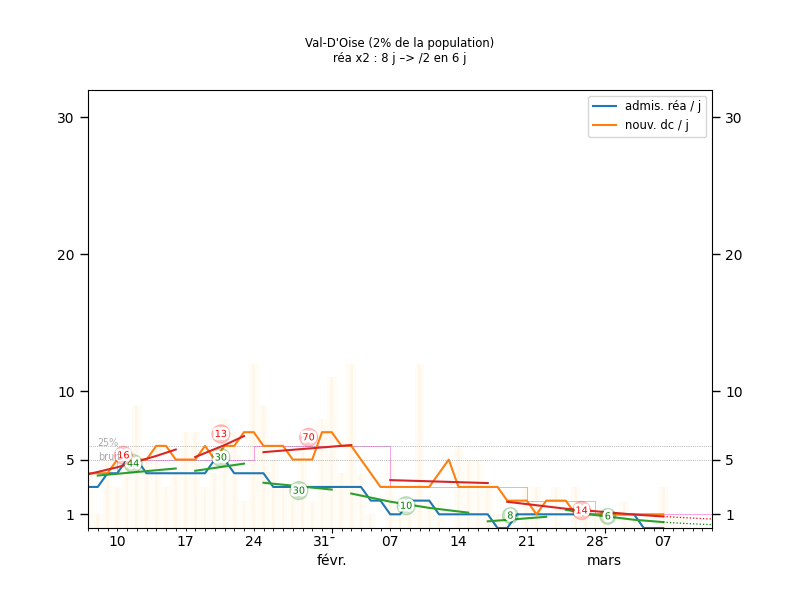 Val-D'Oise (2% de la population)
réa x2 : 8 j –> /2 en 6 j
admis. réa / j
nouv. dc / j
30 30
20 20
10 10
5 5
1 1
25%
16 44 13 30 70 30 10 8 14 6
10 17 24 31 07 14 21 28 07
févr. mars